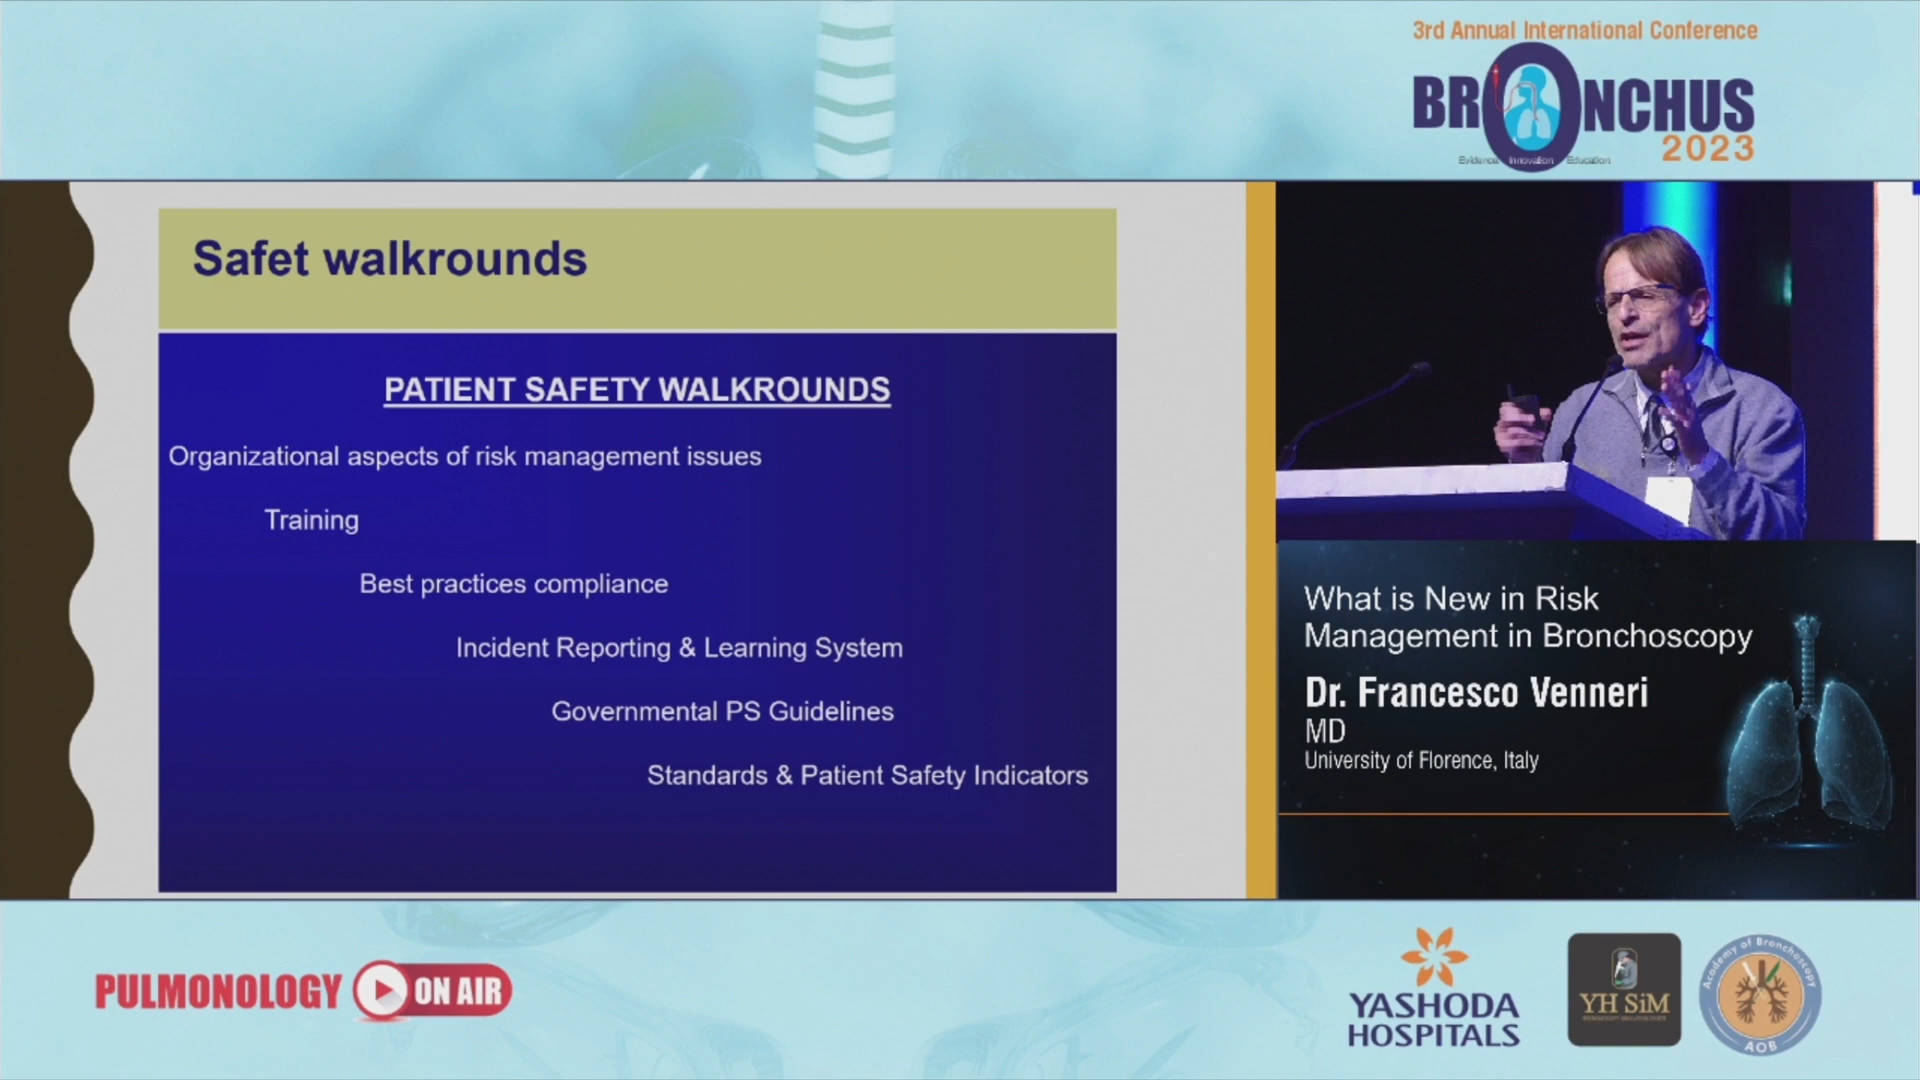 3rd Annual International Conference
BRONCHUS
2023
Evidence Innovation Education
Safet walkrounds
PATIENT SAFETY WALKROUNDS
Organizational aspects of risk management issues
Training
Best practices compliance
Incident Reporting & Learning System
Governmental PS Guidelines
Standards & Patient Safety Indicators
What is New in Risk
Management in Bronchoscopy
Dr. Francesco Venneri
MD
University of Florence, Italy
PULMONOLOGY ON AIR
YASHODA
HOSPITALS
YH SiM
Academy of Bronchoscopy
AOB